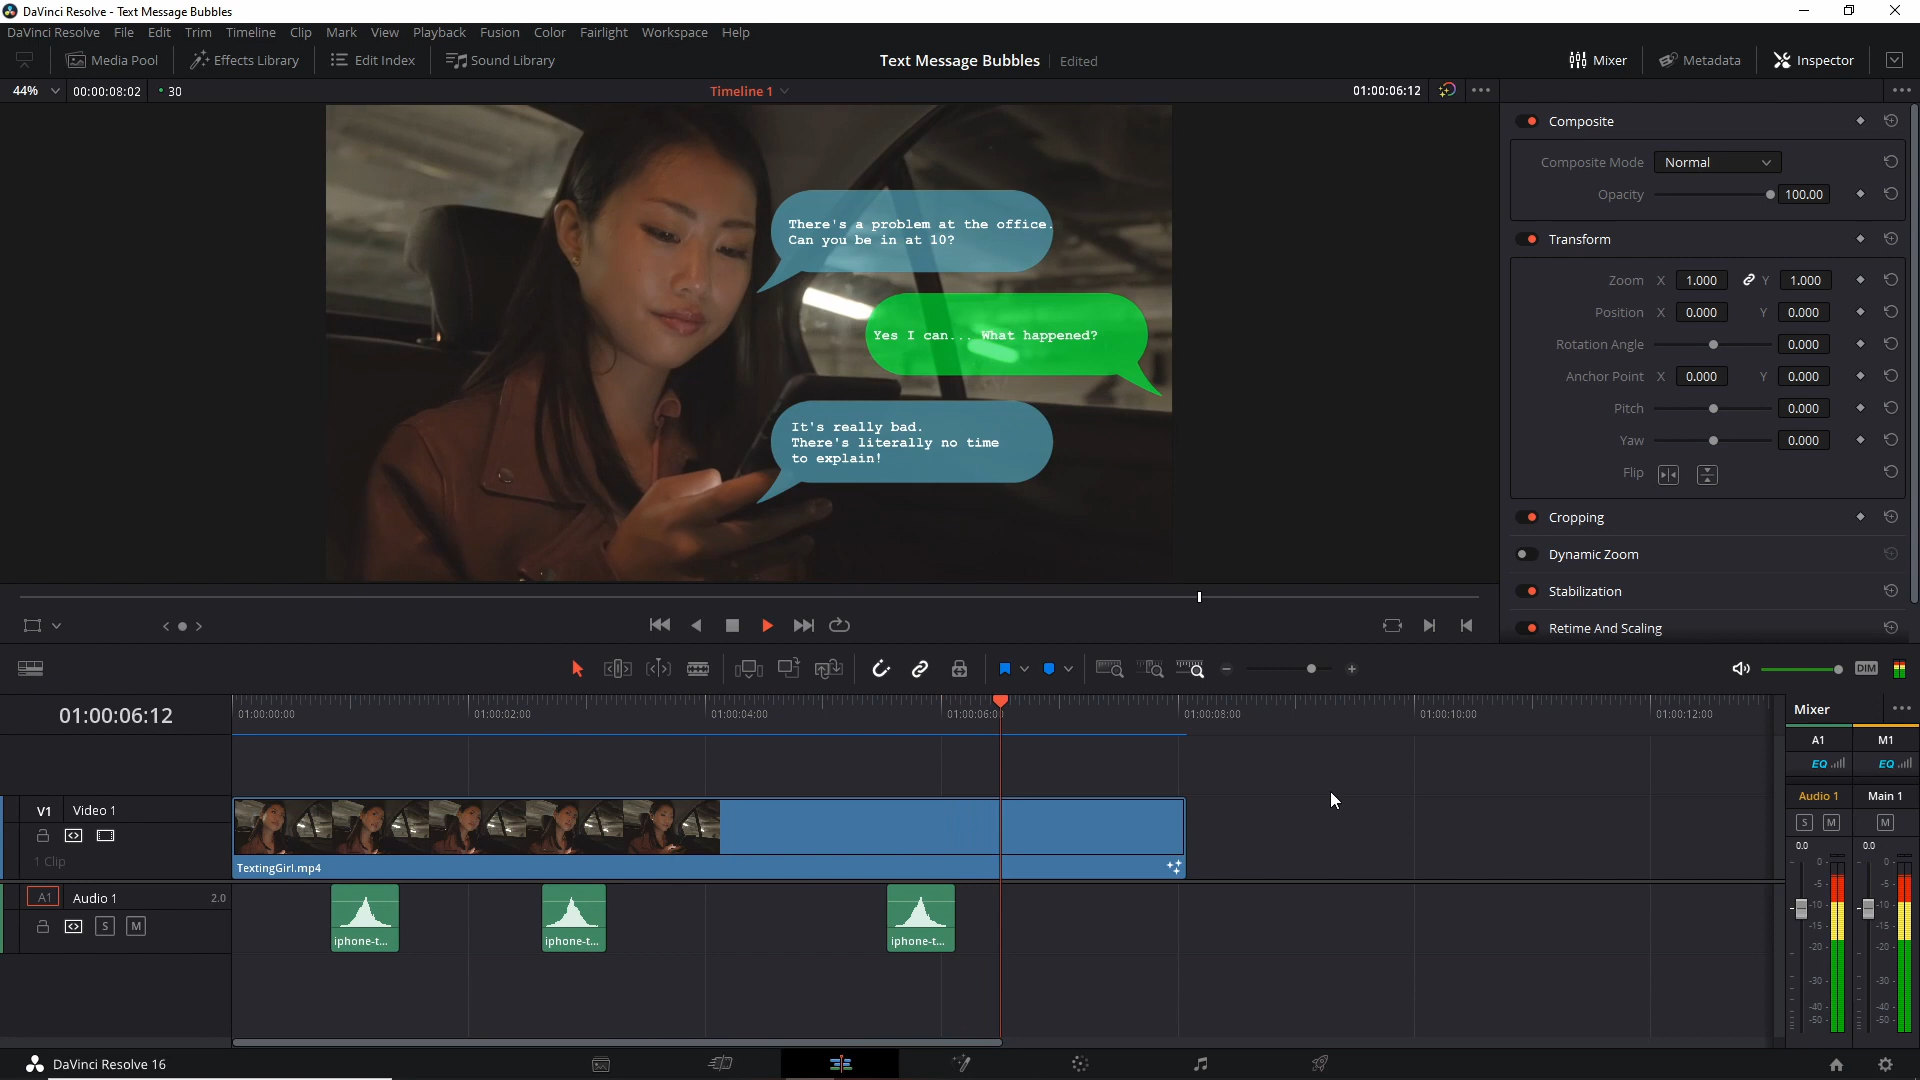 DaVinci Resolve - Text Message Bubbles
DaVinci Resolve File Edit Trim Timeline Clip Mark View Playback Fusion Color Fairlight Workspace Help
Media Pool Effects Library Edit Index Sound Library Text Message Bubbles Edited Mixer Metadata Inspector
44% 00:00:08:02 30 Timeline 1 01:00:06:12
There's a problem at the office.
Can you be in at 10?
Yes I can... What happened?
It's really bad.
There's literally no time
to explain!
Composite
Composite Mode Normal
Opacity 100.00
Transform
Zoom X 1.000 Y 1.000
Position X 0.000 Y 0.000
Rotation Angle 0.000
Anchor Point X 0.000 Y 0.000
Pitch 0.000
Yaw 0.000
Flip
Cropping
Dynamic Zoom
Stabilization
Retime And Scaling
DIM
01:00:06:12
01:00:00:00 01:00:02:00 01:00:04:00 01:00:06:0 01:00:08:00 01:00:10:00 01:00:12:00
V1 Video 1
1 Clip
TextingGirl.mp4
A1 Audio 1 2.0
S M
iphone-t... iphone-t... iphone-t...
Mixer
A1 M1
EQ EQ
Audio 1 Main 1
S M M
0.0 0.0
0 0
-5 -5
-10 -10
-15 -15
-20 -20
-30 -30
-40 -40
-50 -50
DaVinci Resolve 16